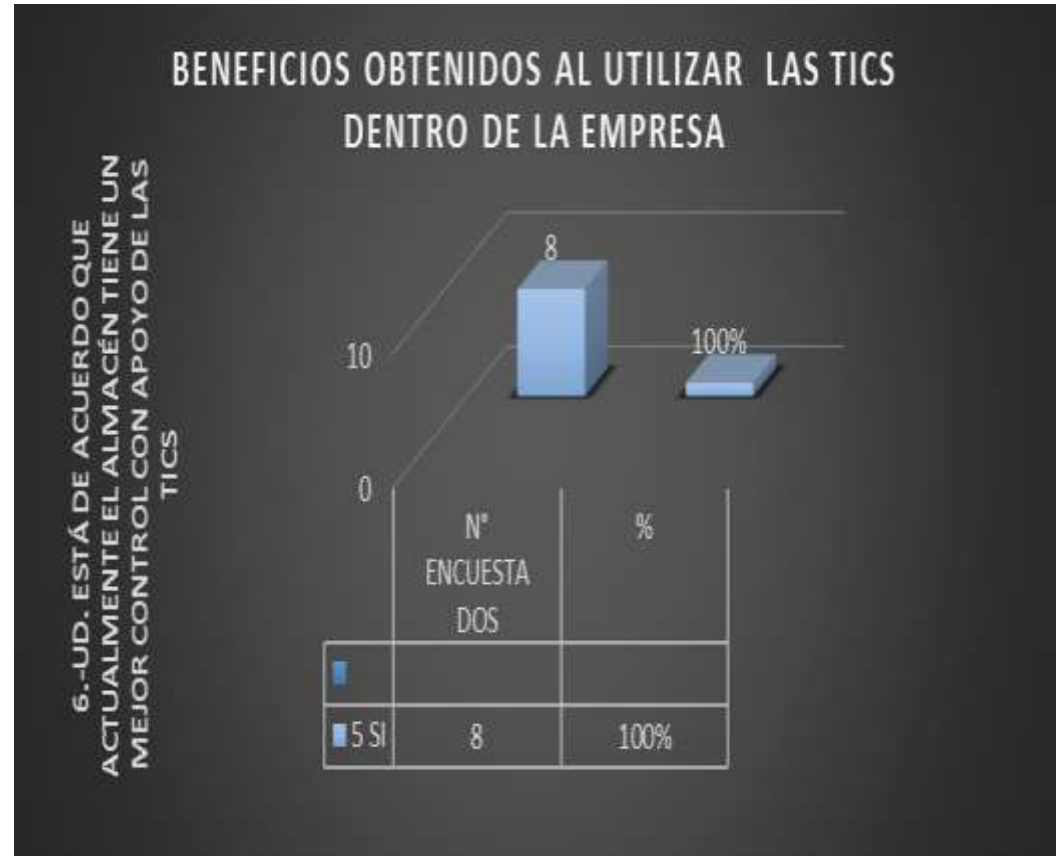 BENEFICIOS OBTENIDOS AL UTILIZAR LAS TICS
DENTRO DE LA EMPRESA
6.-UD. ESTÁ DE ACUERDO QUE
ACTUALMENTE EL ALMACÉN TIENE UN
MEJOR CONTROL CON APOYO DE LAS
TICS
8
100%
10
0
N°
ENCUESTA
DOS
%
5 SI 8 100%